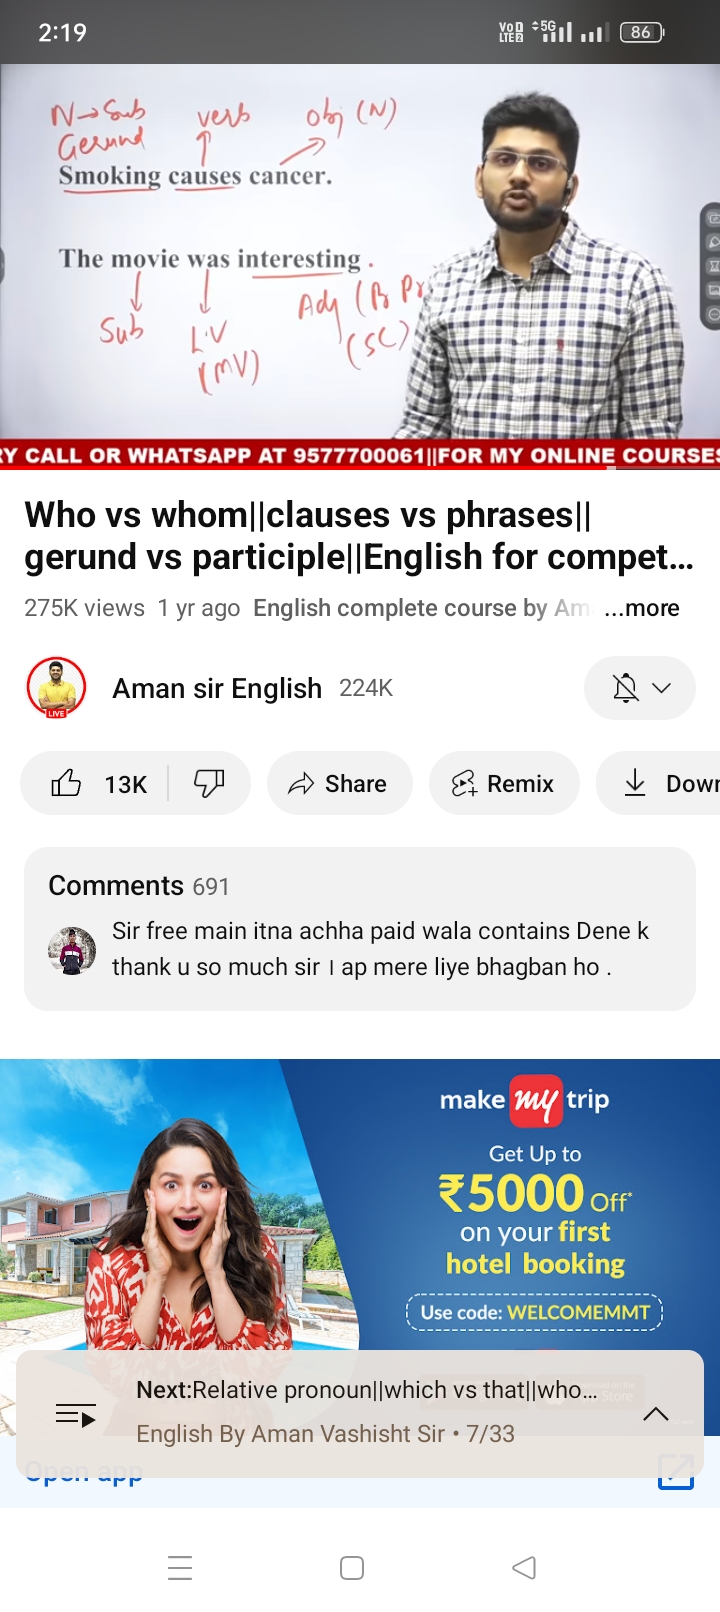 2:19
VoD LTE2 5G 86
N→Sub verb obj (N)
Gerund
Smoking causes cancer.
The movie was interesting .
Sub L.V Adj (
(MV) (SC)
Y CALL OR WHATSAPP AT 9577700061||FOR MY ONLINE COURSES
Who vs whom||clauses vs phrases||
gerund vs participle||English for compet...
275K views 1 yr ago English complete course by Am ...more
LIVE
Aman sir English 224K
13K Share Remix Down
Comments 691
Sir free main itna achha paid wala contains Dene k
thank u so much sir । ap mere liye bhagban ho .
make my trip
Get Up to
₹5000 Off*
on your first
hotel booking
Use code: WELCOMEMMT
Next:Relative pronoun||which vs that||who...
English By Aman Vashisht Sir • 7/33
Open app